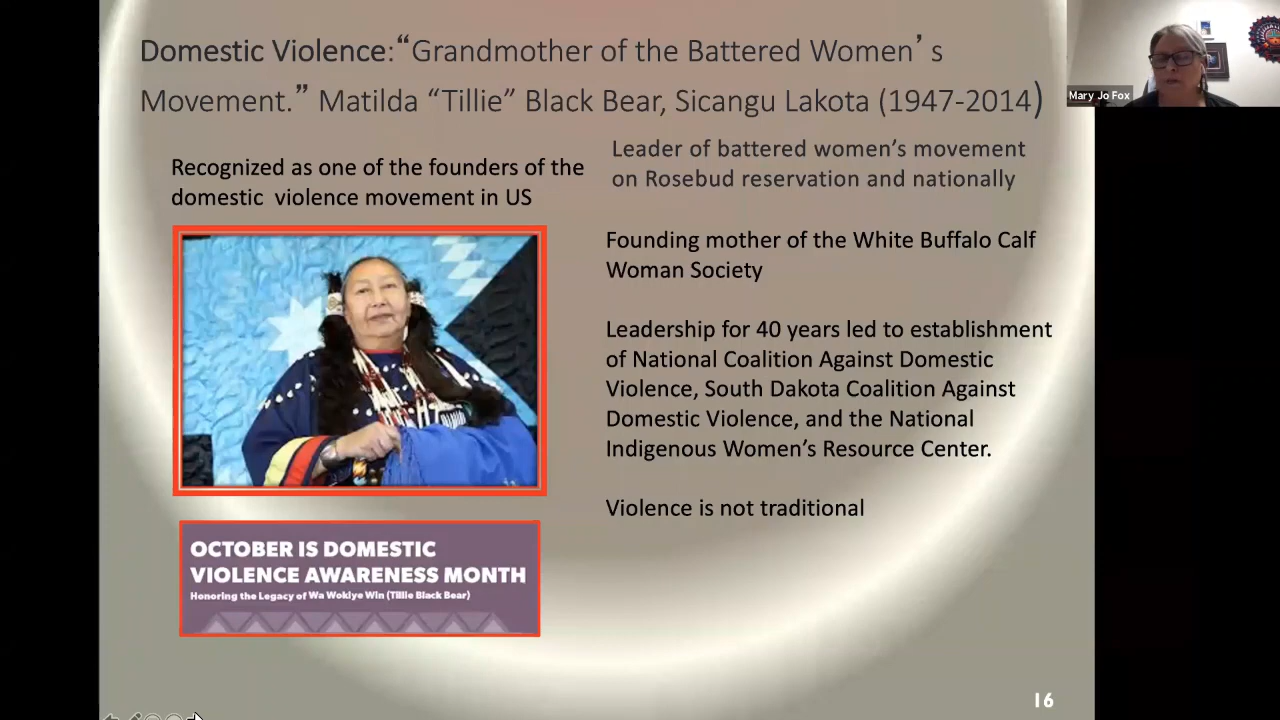 Domestic Violence:“Grandmother of the Battered Women’ s
Movement.” Matilda “Tillie” Black Bear, Sicangu Lakota (1947-2014)
Mary Jo Fox
Recognized as one of the founders of the
domestic violence movement in US
Leader of battered women’s movement
on Rosebud reservation and nationally
Founding mother of the White Buffalo Calf
Woman Society
Leadership for 40 years led to establishment
of National Coalition Against Domestic
Violence, South Dakota Coalition Against
Domestic Violence, and the National
Indigenous Women’s Resource Center.
Violence is not traditional
OCTOBER IS DOMESTIC
VIOLENCE AWARENESS MONTH
Honoring the Legacy of Wa Wokiye Win (Tillie Black Bear)
16